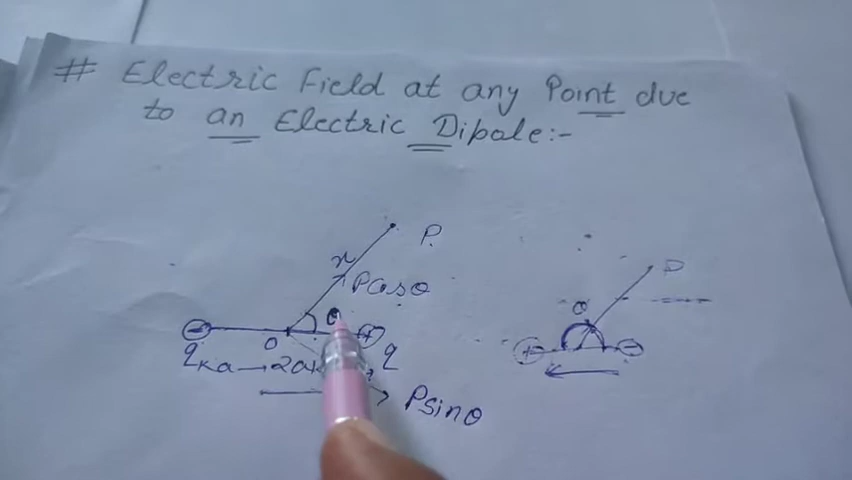 # Electric Field at any Point due
to an Electric Dipole:-
P.
r
Pcosθ
θ
O
q
a
2a
q
Psinθ
P
θ